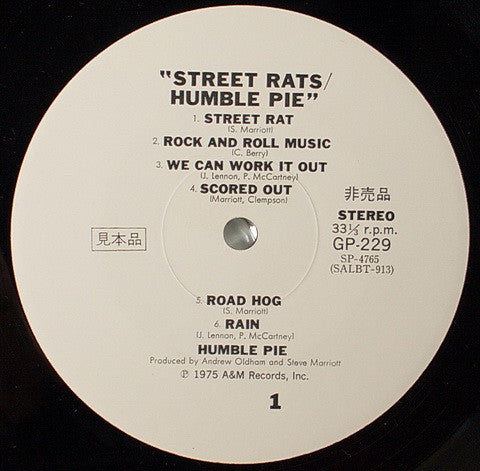 "STREET RATS/
HUMBLE PIE"
1. STREET RAT
(S. Marriott)
2. ROCK AND ROLL MUSIC
(C. Berry)
3. WE CAN WORK IT OUT
(J. Lennon, P. McCartney)
4. SCORED OUT
(Marriott, Clempson)
見本品
非売品
STEREO
33⅓ r.p.m.
GP-229
SP-4765
(SALBT-913)
5. ROAD HOG
(S. Marriott)
6. RAIN
(J. Lennon, P. McCartney)
HUMBLE PIE
Produced by Andrew Oldham and Steve Marriott
℗ 1975 A&M Records, Inc.
1